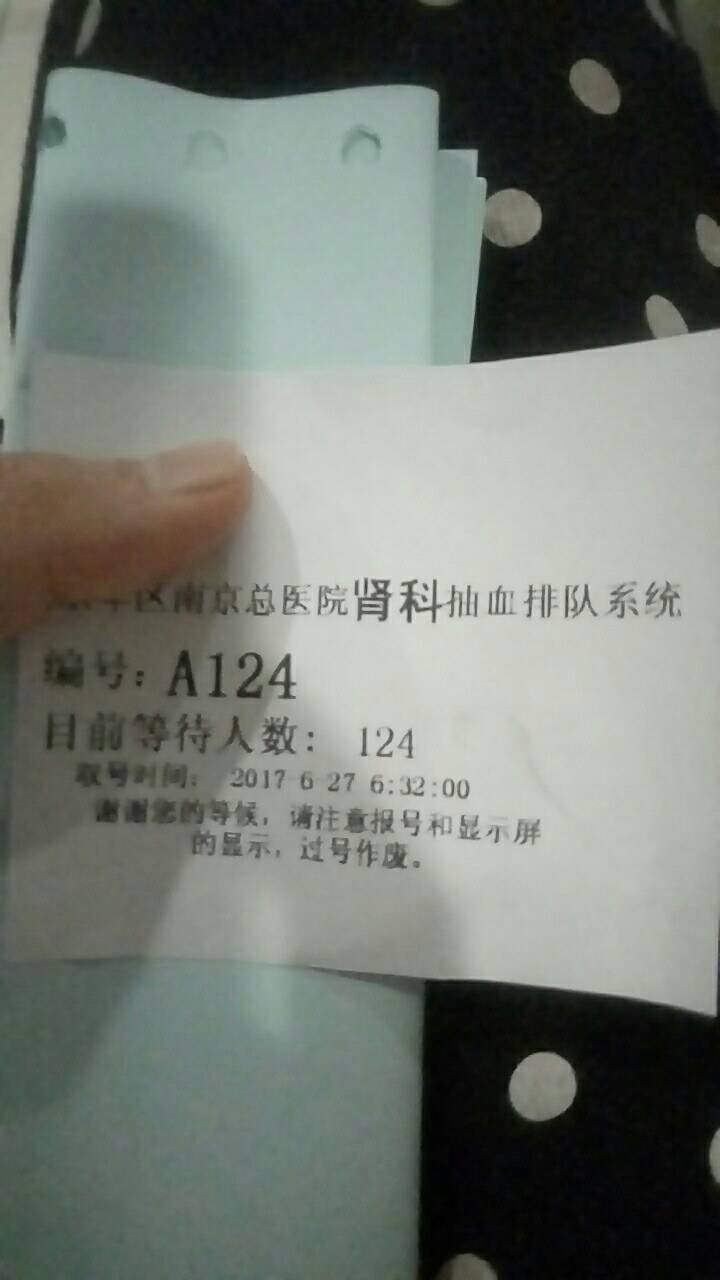 区南京总医院肾科抽血排队系统
编号：A124
目前等待人数： 124
取号时间： 2017 6 27 6:32:00
谢谢您的等候，请注意报号和显示屏
的显示，过号作废。